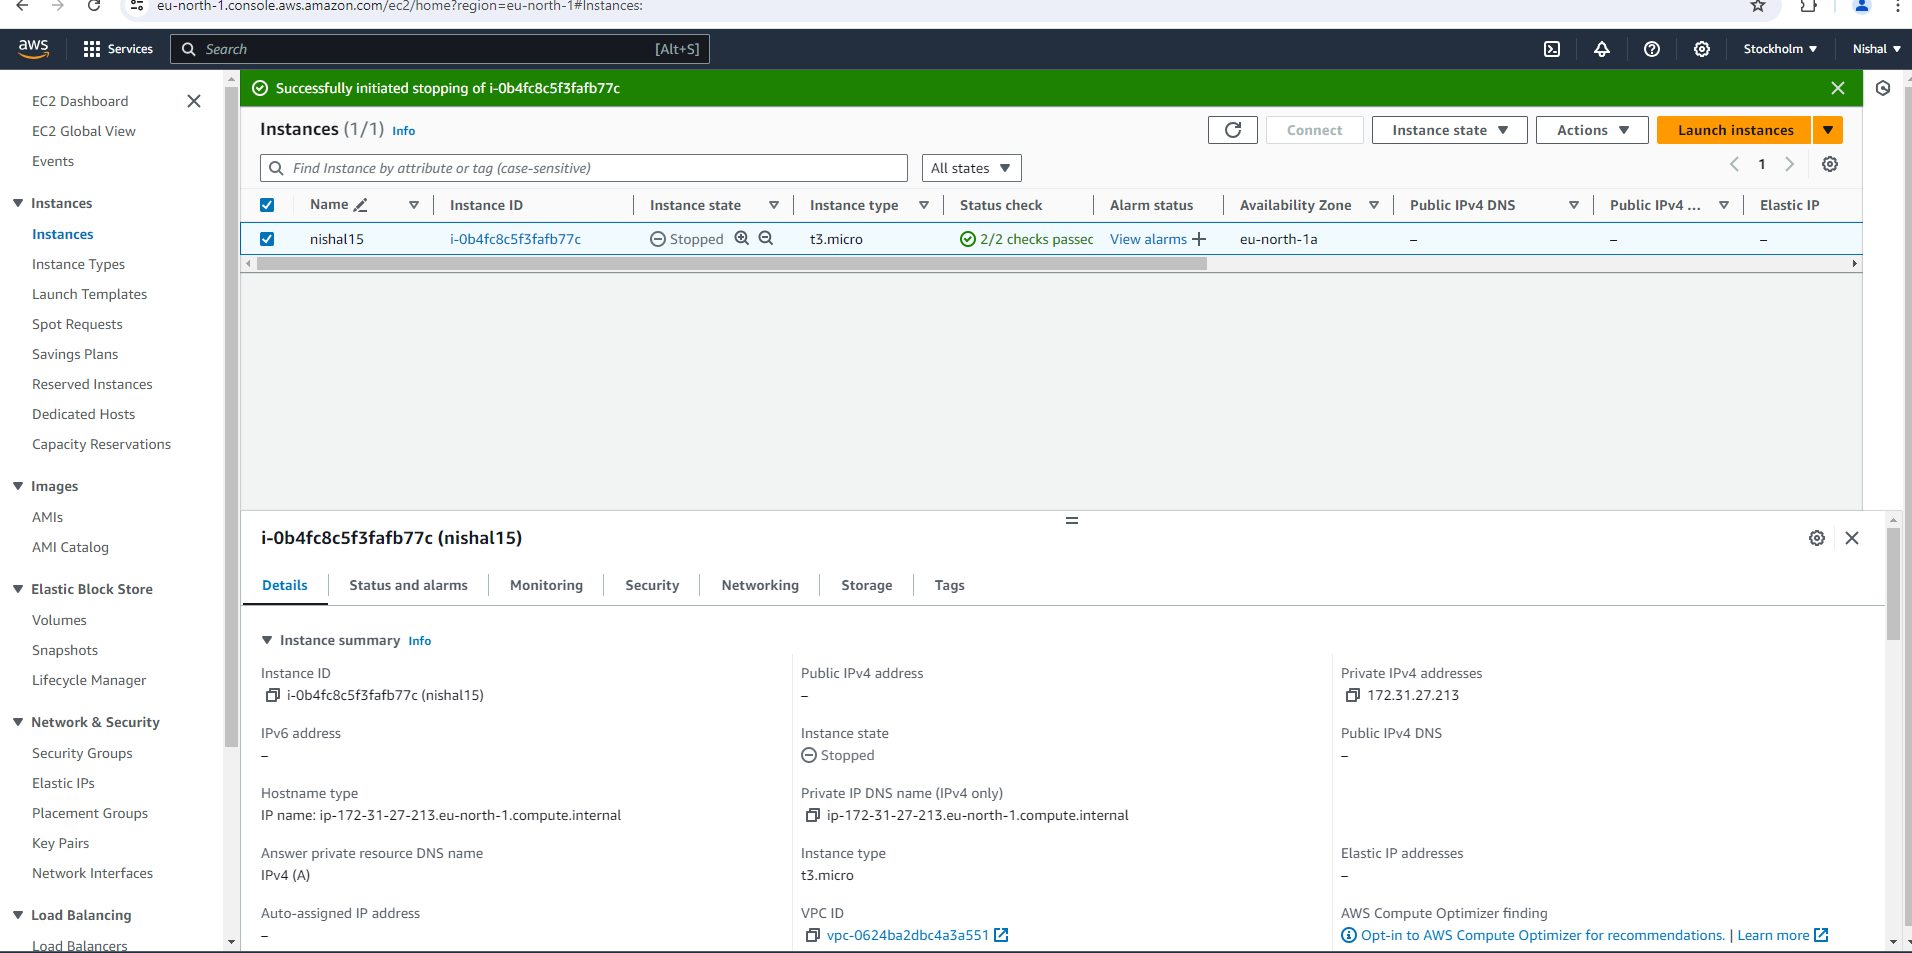 eu-north-1.console.aws.amazon.com/ec2/home?region=eu-north-1#Instances:
aws
Services
Search
[Alt+S]
Stockholm
Nishal
EC2 Dashboard
EC2 Global View
Events
Instances
Instances
Instance Types
Launch Templates
Spot Requests
Savings Plans
Reserved Instances
Dedicated Hosts
Capacity Reservations
Images
AMIs
AMI Catalog
Elastic Block Store
Volumes
Snapshots
Lifecycle Manager
Network & Security
Security Groups
Elastic IPs
Placement Groups
Key Pairs
Network Interfaces
Load Balancing
Load Balancers
Successfully initiated stopping of i-0b4fc8c5f3fafb77c
Instances (1/1) Info
Connect
Instance state
Actions
Launch instances
Find Instance by attribute or tag (case-sensitive)
All states
1
Name Instance ID Instance state Instance type Status check Alarm status Availability Zone Public IPv4 DNS Public IPv4 ... Elastic IP
nishal15 i-0b4fc8c5f3fafb77c Stopped t3.micro 2/2 checks passec View alarms + eu-north-1a – – –
i-0b4fc8c5f3fafb77c (nishal15)
Details Status and alarms Monitoring Security Networking Storage Tags
Instance summary Info
Instance ID
i-0b4fc8c5f3fafb77c (nishal15)
Public IPv4 address
–
Private IPv4 addresses
172.31.27.213
IPv6 address
–
Instance state
Stopped
Public IPv4 DNS
–
Hostname type
IP name: ip-172-31-27-213.eu-north-1.compute.internal
Private IP DNS name (IPv4 only)
ip-172-31-27-213.eu-north-1.compute.internal
Answer private resource DNS name
IPv4 (A)
Instance type
t3.micro
Elastic IP addresses
–
Auto-assigned IP address
–
VPC ID
vpc-0624ba2dbc4a3a551
AWS Compute Optimizer finding
Opt-in to AWS Compute Optimizer for recommendations. | Learn more